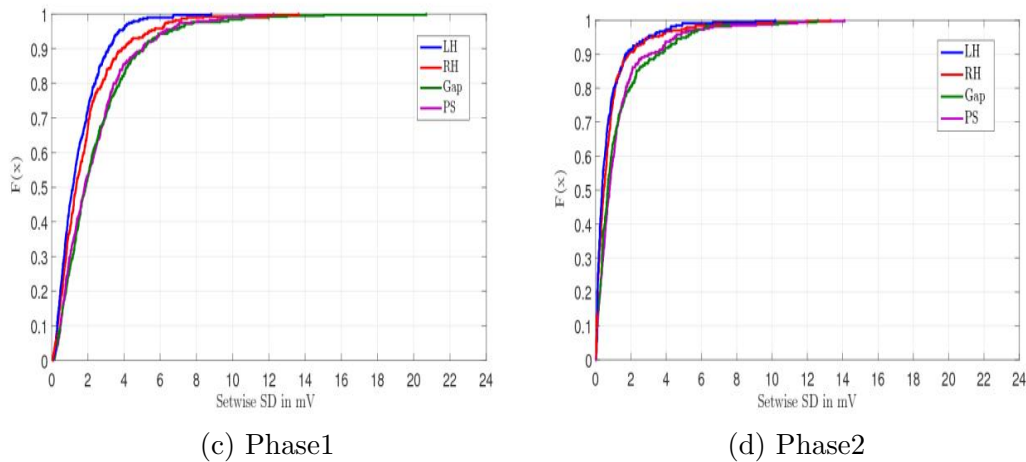 1
0.9
0.8
0.7
0.6
0.5
0.4
0.3
0.2
0.1
0
F(x)
0 2 4 6 8 10 12 14 16 18 20 22 24
Setwise SD in mV
LH
RH
Gap
PS
(c) Phase1
1
0.9
0.8
0.7
0.6
0.5
0.4
0.3
0.2
0.1
0
F(x)
0 2 4 6 8 10 12 14 16 18 20 22 24
Setwise SD in mV
LH
RH
Gap
PS
(d) Phase2